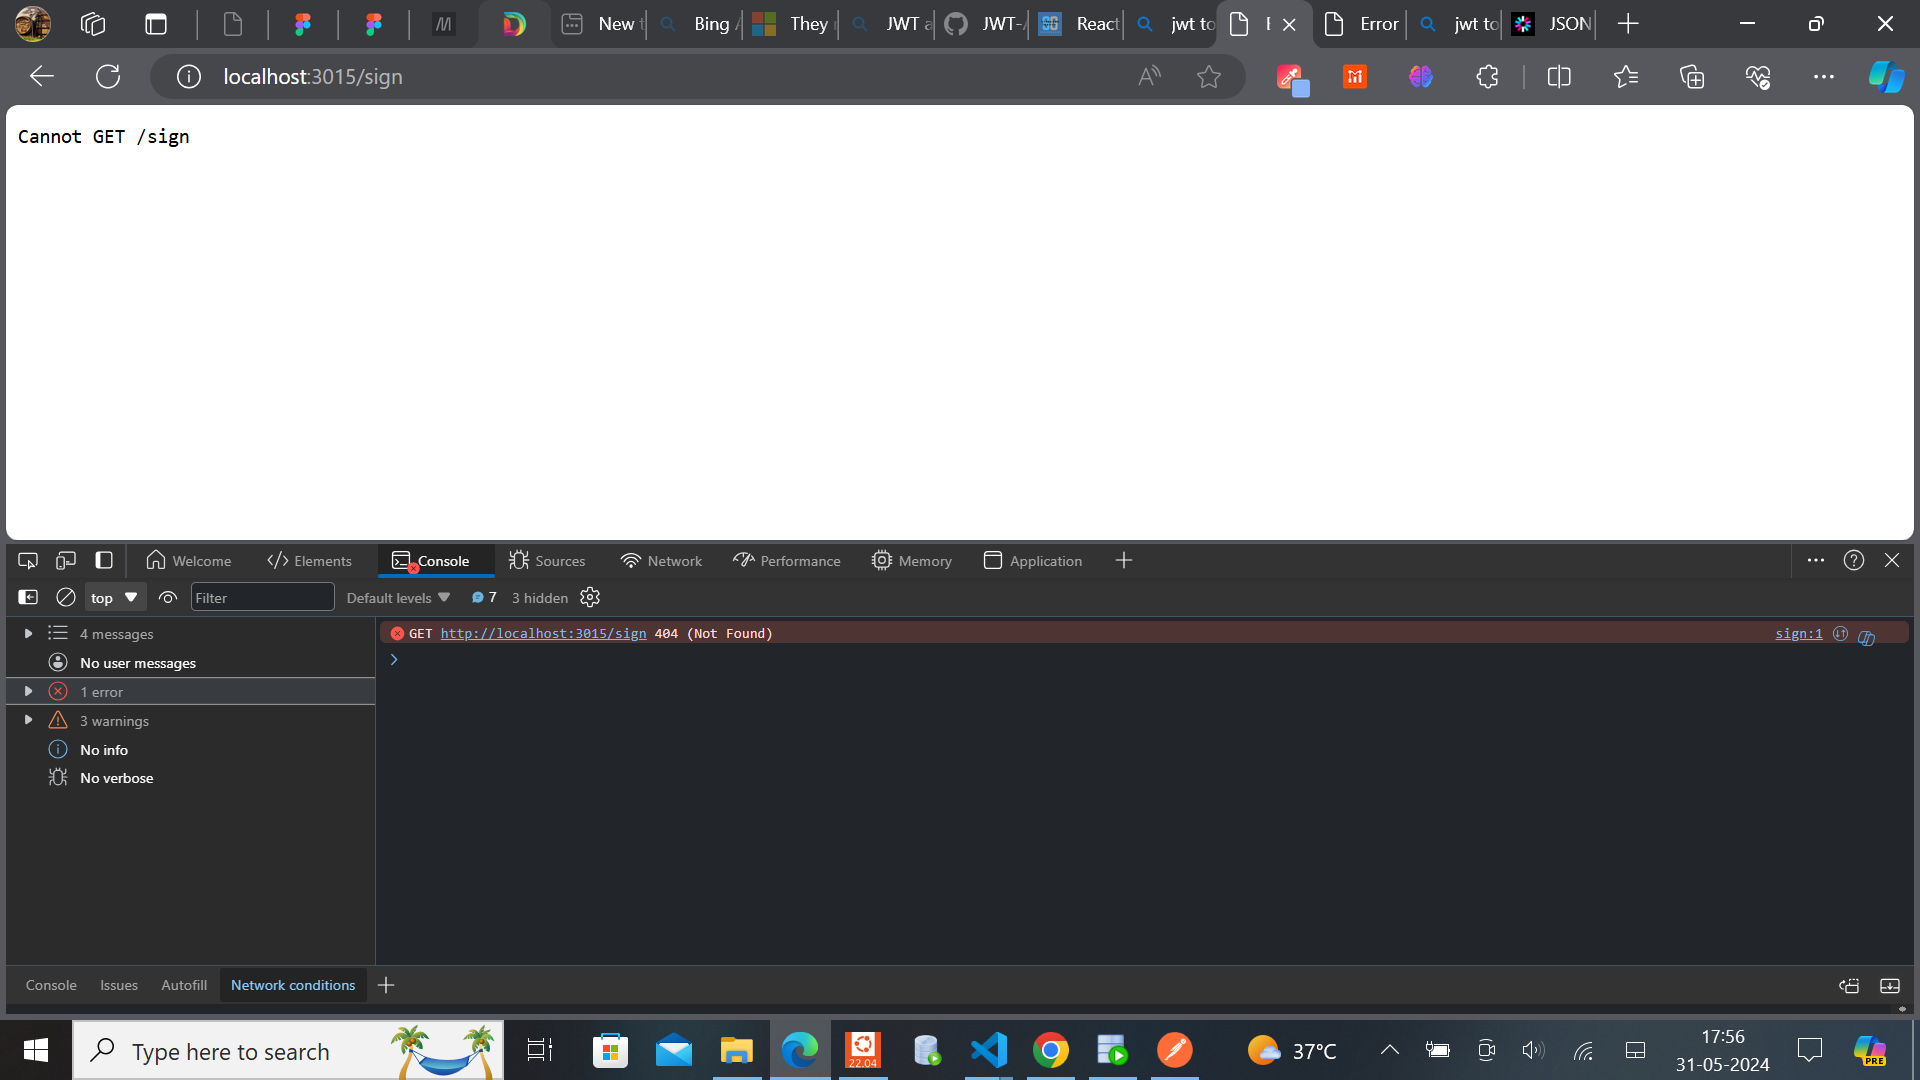 New t
Bing A
They r
JWT a
JWT-A
React
jwt to
E
Error
jwt to
JSON
localhost:3015/sign
Cannot GET /sign
Welcome
Elements
Console
Sources
Network
Performance
Memory
Application
top
Filter
Default levels
7
3 hidden
4 messages
No user messages
1 error
3 warnings
No info
No verbose
GET http://localhost:3015/sign 404 (Not Found)
sign:1
Console
Issues
Autofill
Network conditions
Type here to search
22.04
37°C
17:56
31-05-2024
PRE